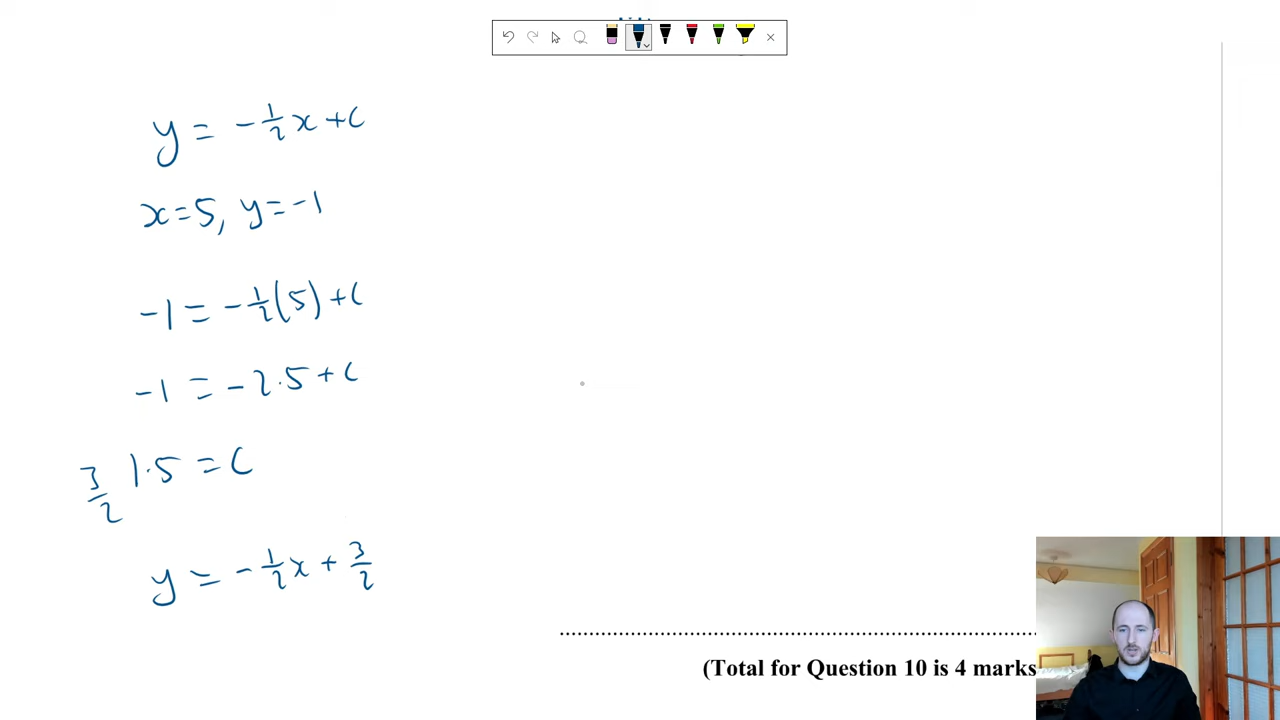 y = -1/2x + c
x=5, y=-1
-1 = -1/2(5) + c
-1 = -2.5 + c
3/2 1.5 = c
y = -1/2x + 3/2
(Total for Question 10 is 4 marks